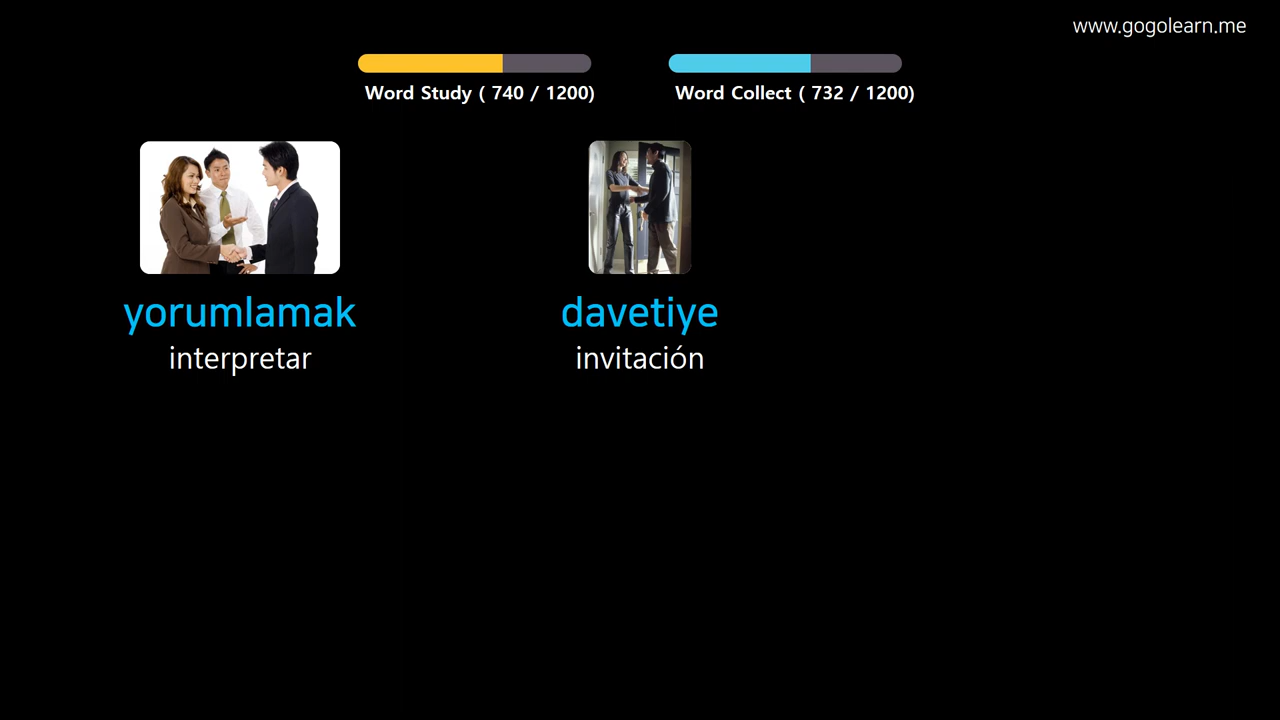 www.gogolearn.me
Word Study ( 740 / 1200)
Word Collect ( 732 / 1200)
yorumlamak
interpretar
davetiye
invitación